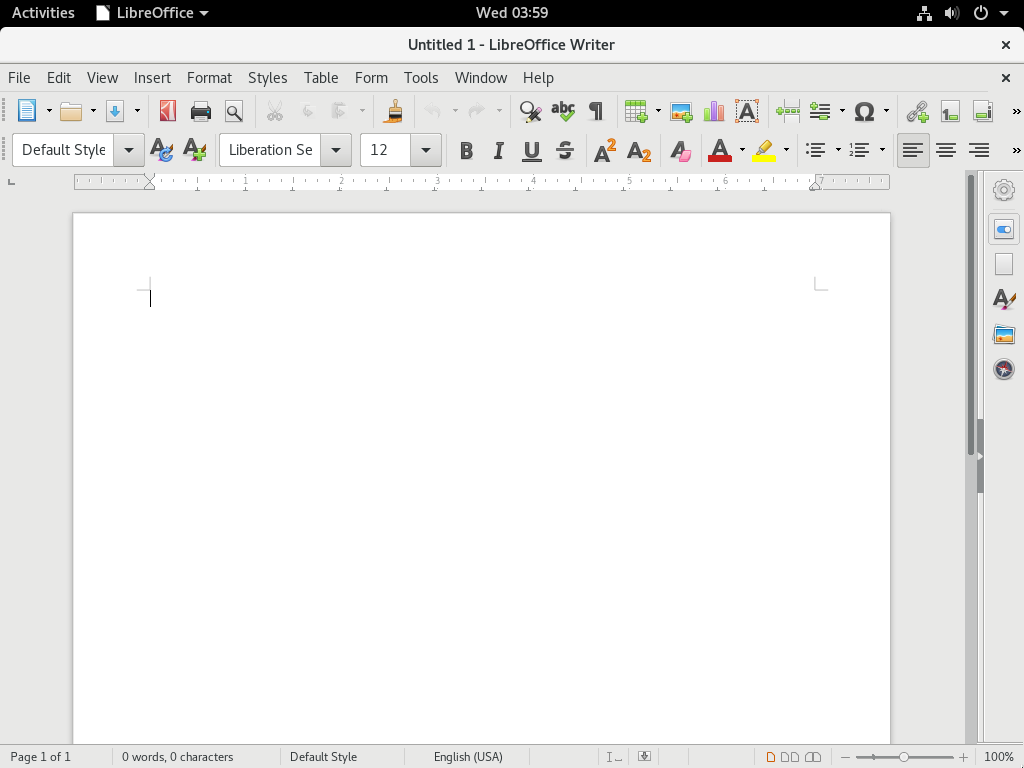 Activities LibreOffice Wed 03:59
Untitled 1 - LibreOffice Writer
File Edit View Insert Format Styles Table Form Tools Window Help
abc
Default Style Liberation Se 12
1 2 3 4 5 6 7
Page 1 of 1 0 words, 0 characters Default Style English (USA) 100%